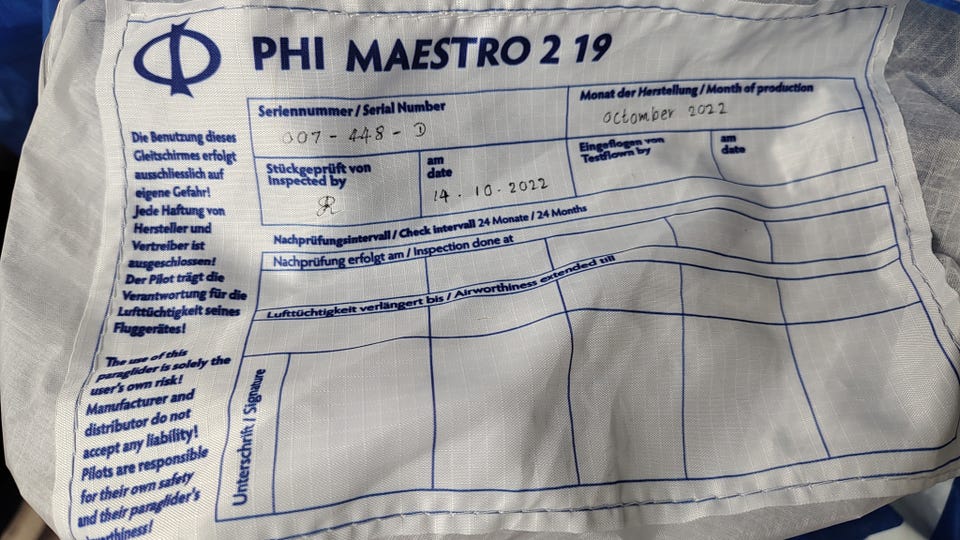 PHI MAESTRO 2 19
Seriennummer / Serial Number
007-448-D
Monat der Herstellung / Month of production
octomber 2022
Stückgeprüft von
Inspected by
am
date
14.10.2022
Eingeflogen von
Testflown by
am
date
Nachprüfungsintervall / Check intervall 24 Monate / 24 Months
Nachprüfung erfolgt am / Inspection done at
Lufttüchtigkeit verlängert bis / Airworthiness extended till
Unterschrift / Signature
Die Benutzung dieses
Gleitschirmes erfolgt
ausschliesslich auf
eigene Gefahr!
Jede Haftung von
Hersteller und
Vertreiber ist
ausgeschlossen!
Der Pilot trägt die
Verantwortung für die
Lufttüchtigkeit seines
Fluggerätes!
The use of this
paraglider is solely the
user's own risk!
Manufacturer and
distributor do not
accept any liability!
Pilots are responsible
for their own safety
and their paraglider's